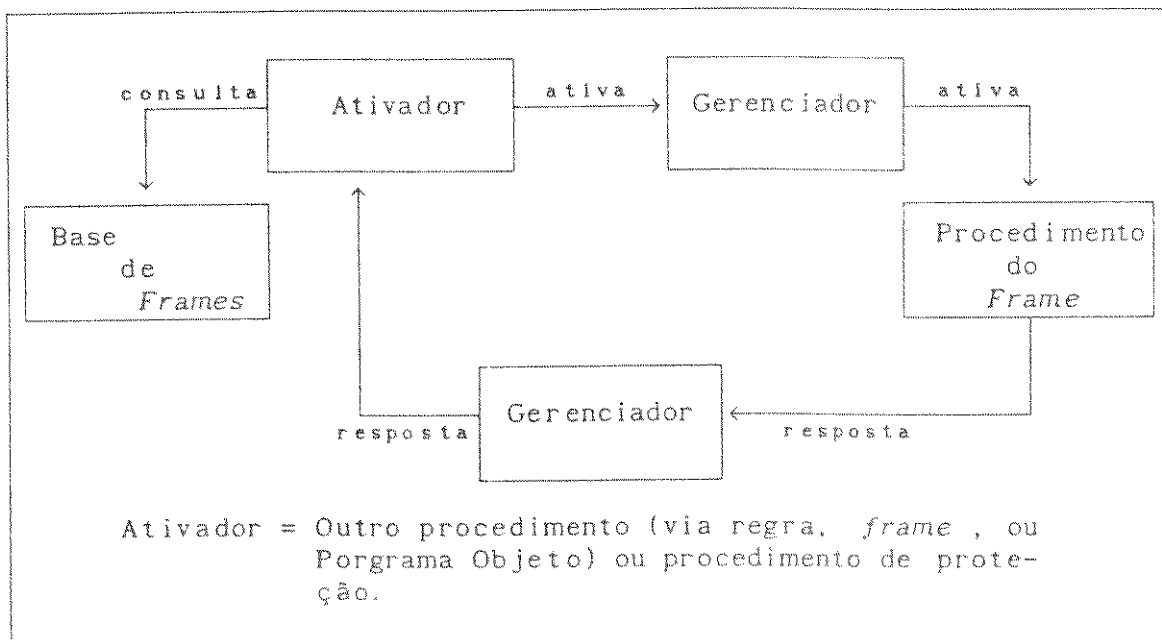 consulta
Ativador
ativa
Gerenciador
ativa
Base
de
Frames
Procedimento
do
Frame
Gerenciador
resposta
resposta
Ativador = Outro procedimento (via regra, frame , ou
Porgrama Objeto) ou procedimento de prote-
ção.